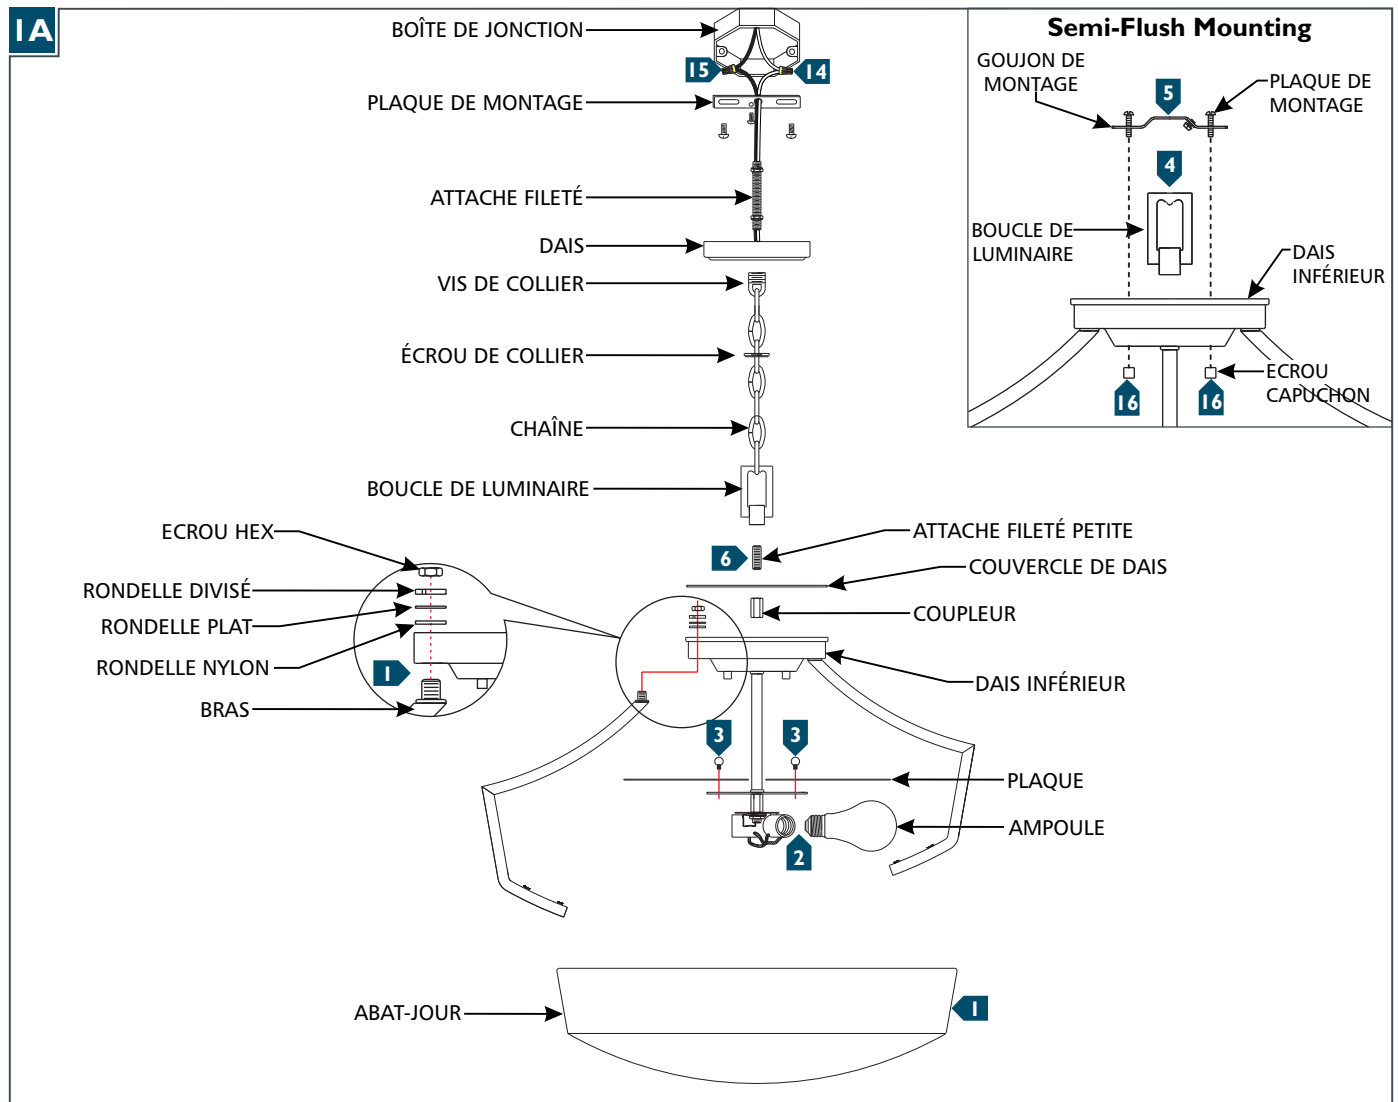 1A
BOÎTE DE JONCTION
15
14
PLAQUE DE MONTAGE
ATTACHE FILETÉ
DAIS
VIS DE COLLIER
ÉCROU DE COLLIER
CHAÎNE
BOUCLE DE LUMINAIRE
Semi-Flush Mounting
GOUJON DE
MONTAGE
5
PLAQUE DE
MONTAGE
4
BOUCLE DE
LUMINAIRE
DAIS
INFÉRIEUR
ECROU
CAPUCHON
16
16
ECROU HEX
RONDELLE DIVISÉ
RONDELLE PLAT
RONDELLE NYLON
1
BRAS
ATTACHE FILETÉ PETITE
6
COUVERCLE DE DAIS
COUPLEUR
DAIS INFÉRIEUR
3
3
PLAQUE
AMPOULE
2
ABAT-JOUR
1